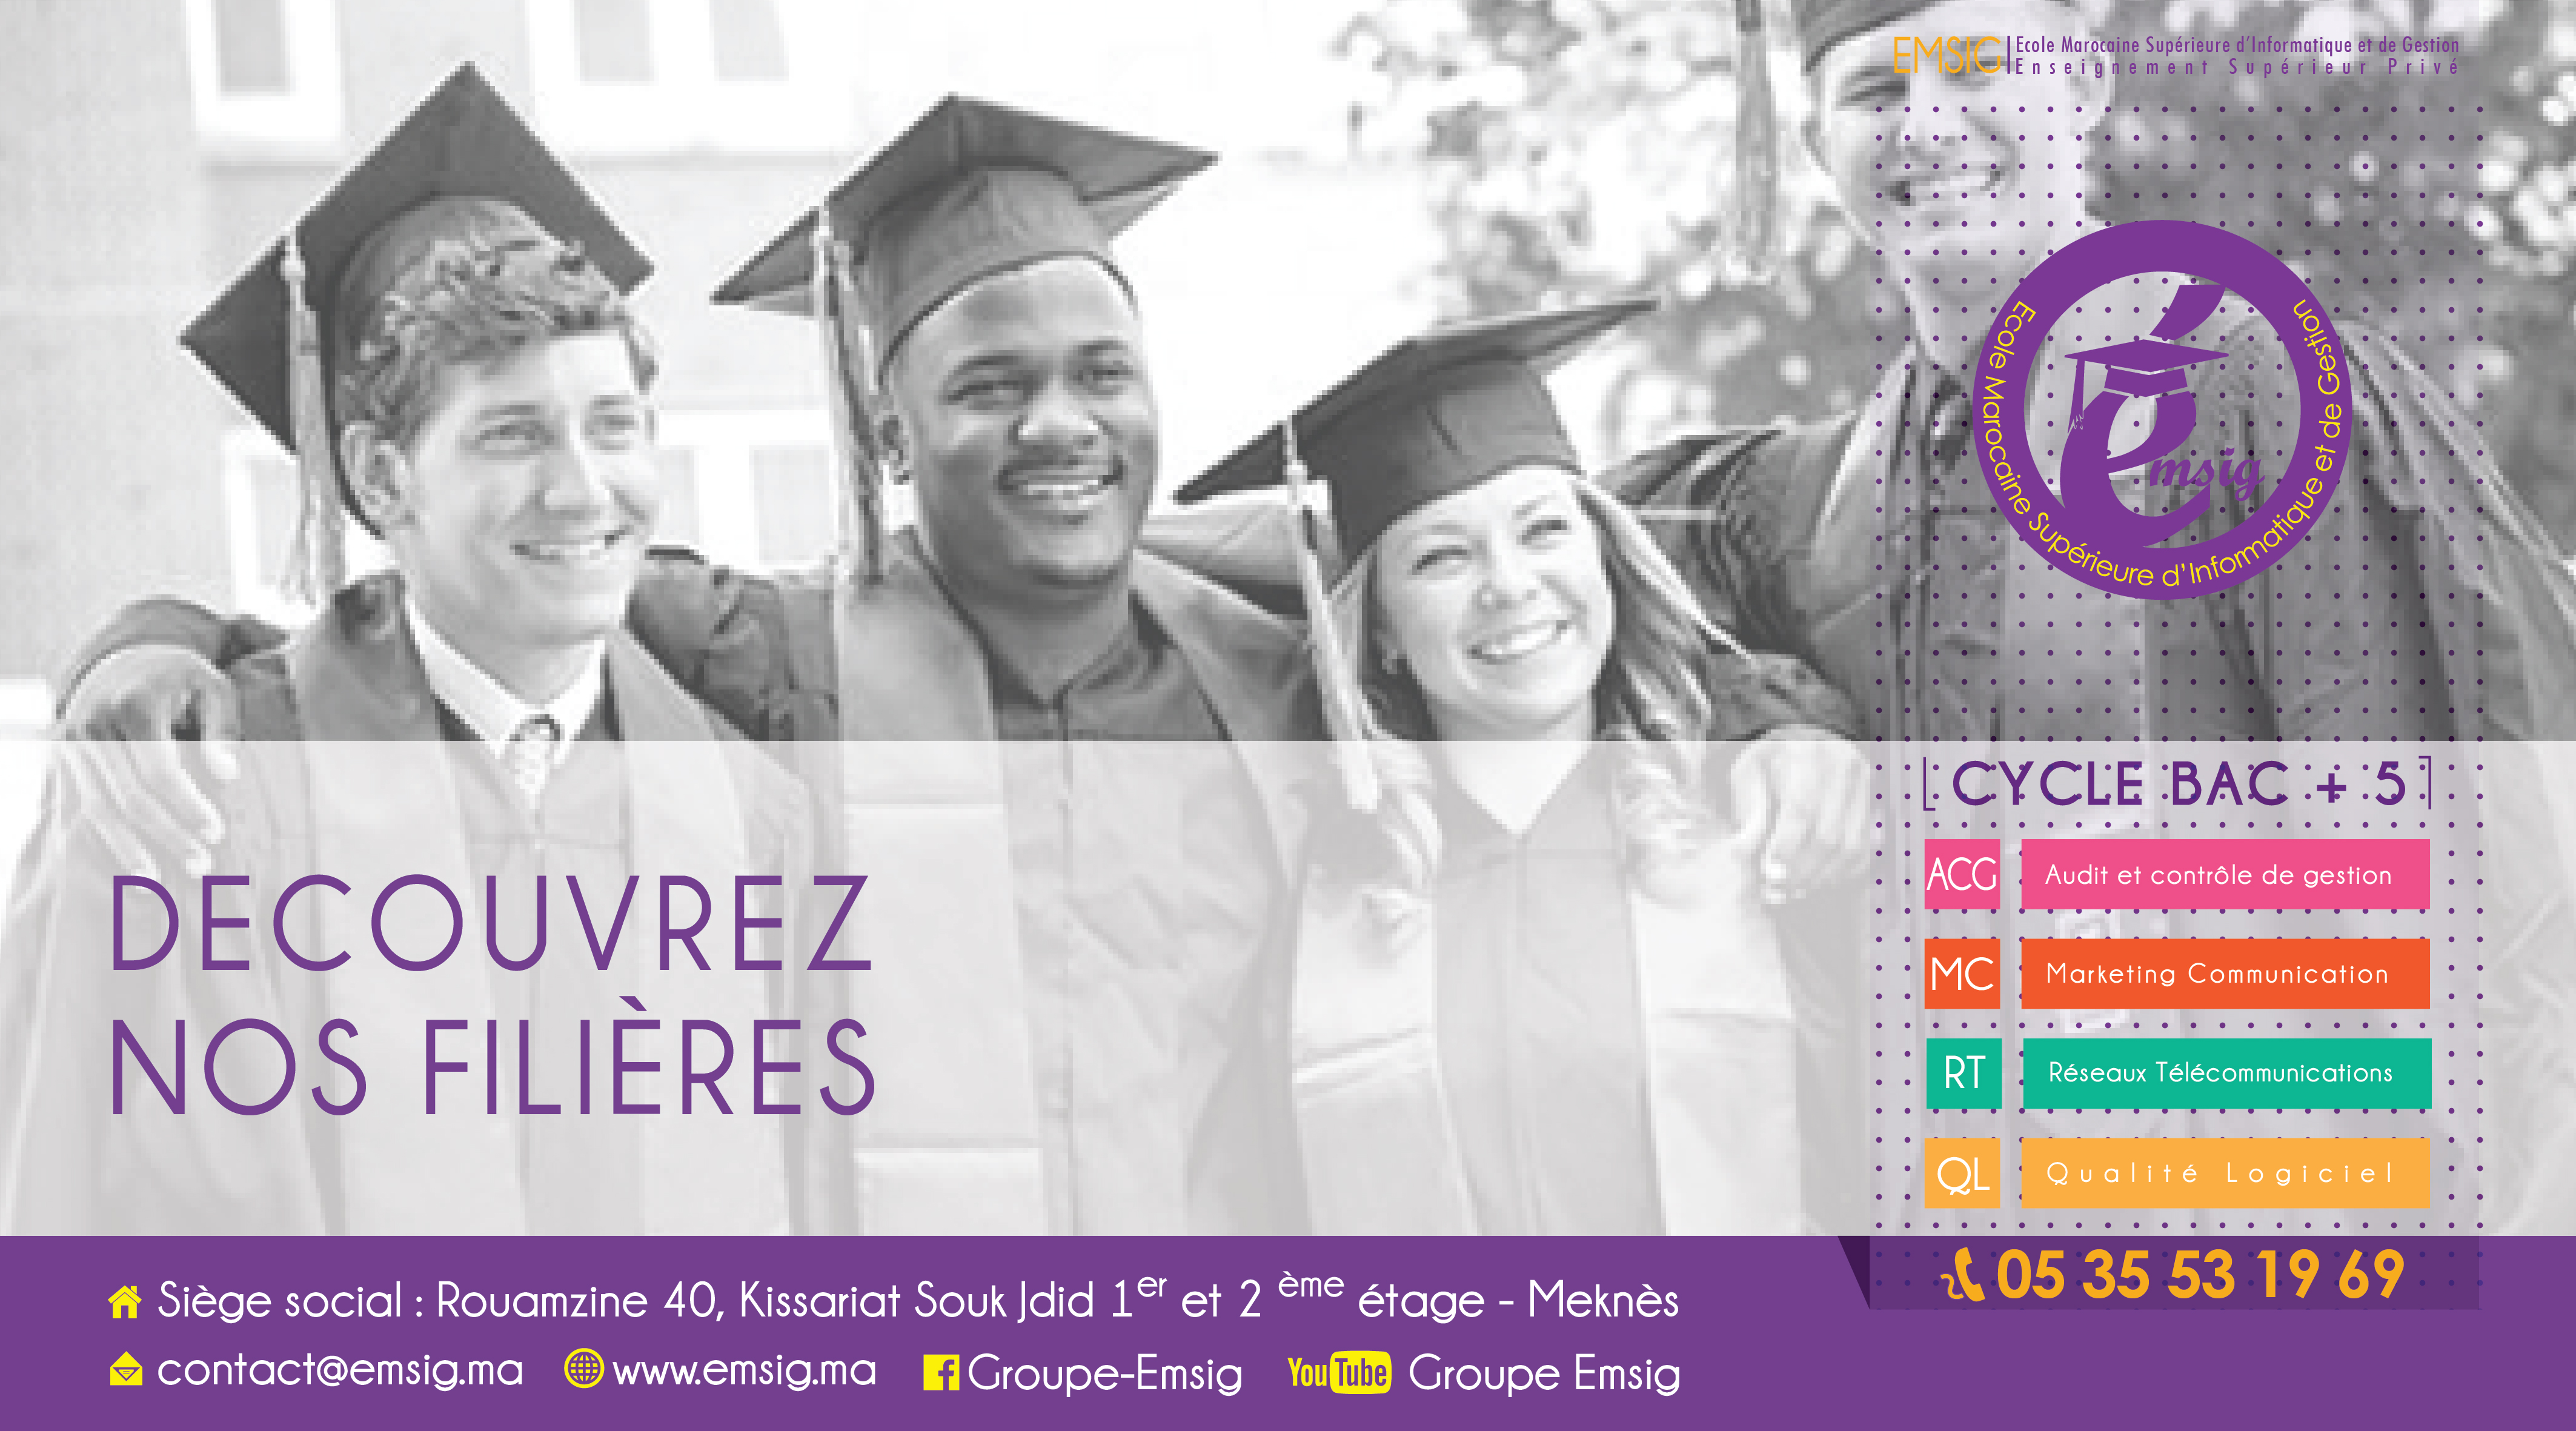 EMSIG
Ecole Marocaine Supérieure d'Informatique et de Gestion
Enseignement Supérieur Privé
Ecole Marocaine Supérieure d'Informatique et de Gestion
émsig
[ CYCLE BAC + 5 ]
ACG Audit et contrôle de gestion
MC Marketing Communication
RT Réseaux Télécommunications
QL Qualité Logiciel
DECOUVREZ
NOS FILIÈRES
05 35 53 19 69
Siège social : Rouamzine 40, Kissariat Souk Jdid 1er et 2 ème étage - Meknès
contact@emsig.ma www.emsig.ma Groupe-Emsig YouTube Groupe Emsig